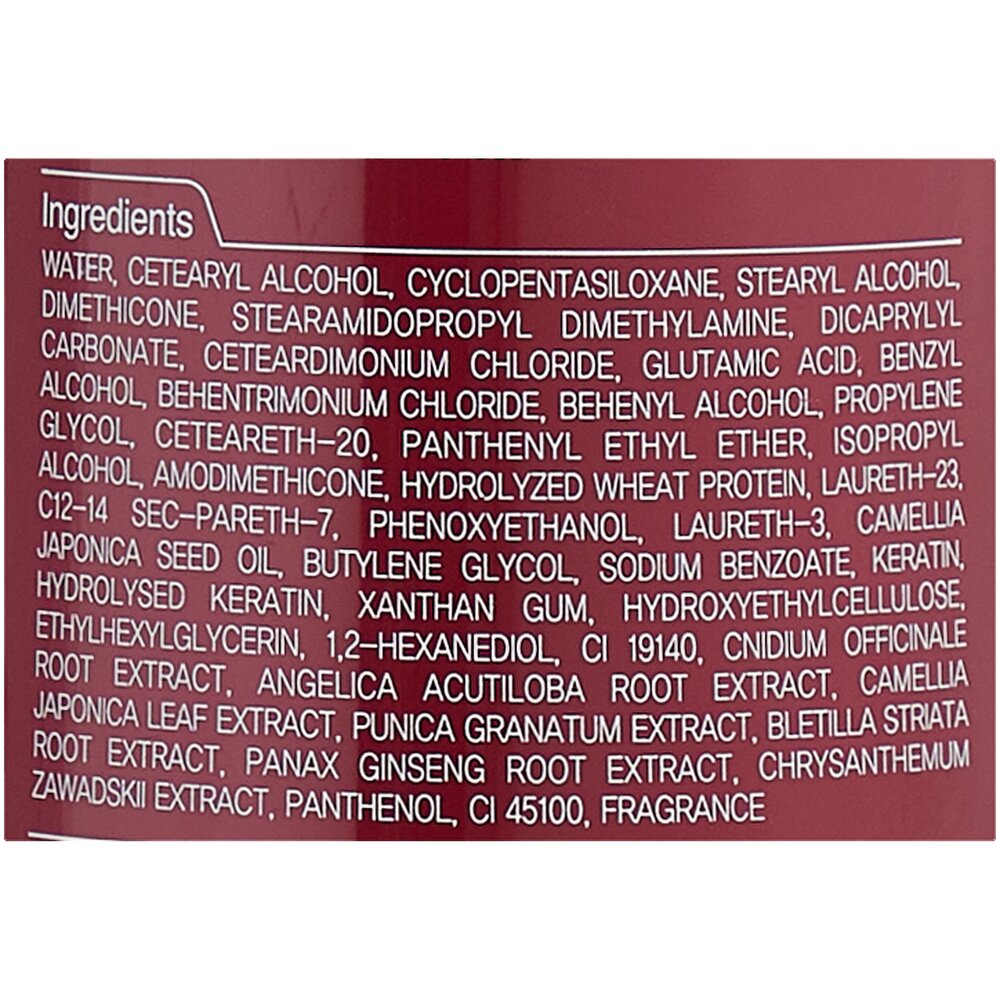 Ingredients
WATER, CETEARYL ALCOHOL, CYCLOPENTASILOXANE, STEARYL ALCOHOL,
DIMETHICONE, STEARAMIDOPROPYL DIMETHYLAMINE, DICAPRYLYL
CARBONATE, CETEARDIMONIUM CHLORIDE, GLUTAMIC ACID, BENZYL
ALCOHOL, BEHENTRIMONIUM CHLORIDE, BEHENYL ALCOHOL, PROPYLENE
GLYCOL, CETEARETH-20, PANTHENYL ETHYL ETHER, ISOPROPYL
ALCOHOL, AMODIMETHICONE, HYDROLYZED WHEAT PROTEIN, LAURETH-23,
C12-14 SEC-PARETH-7, PHENOXYETHANOL, LAURETH-3, CAMELLIA
JAPONICA SEED OIL, BUTYLENE GLYCOL, SODIUM BENZOATE, KERATIN,
HYDROLYSED KERATIN, XANTHAN GUM, HYDROXYETHYLCELLULOSE,
ETHYLHEXYLGLYCERIN, 1,2-HEXANEDIOL, CI 19140, CNIDIUM OFFICINALE
ROOT EXTRACT, ANGELICA ACUTILOBA ROOT EXTRACT, CAMELLIA
JAPONICA LEAF EXTRACT, PUNICA GRANATUM EXTRACT, BLETILLA STRIATA
ROOT EXTRACT, PANAX GINSENG ROOT EXTRACT, CHRYSANTHEMUM
ZAWADSKII EXTRACT, PANTHENOL, CI 45100, FRAGRANCE